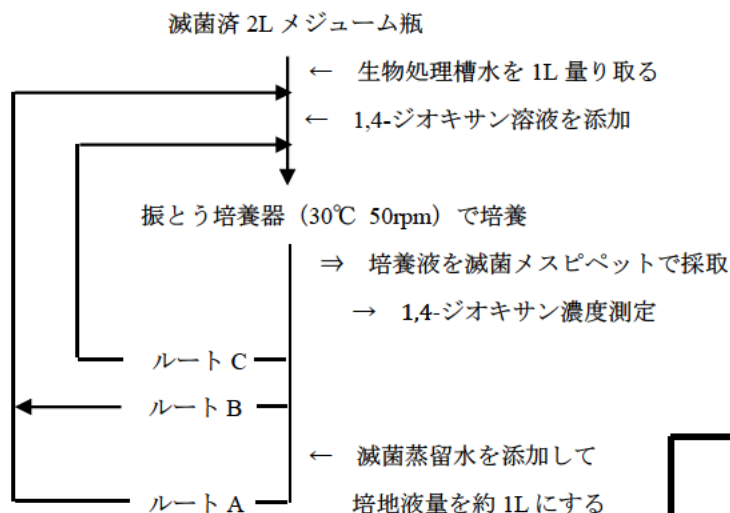 滅菌済 2L メジューム瓶
← 生物処理槽水を 1L 量り取る
← 1,4-ジオキサン溶液を添加
振とう培養器（30℃ 50rpm）で培養
⇒ 培養液を滅菌メスピペットで採取
→ 1,4-ジオキサン濃度測定
ルート C
ルート B
← 滅菌蒸留水を添加して
ルート A
培地液量を約 1L にする